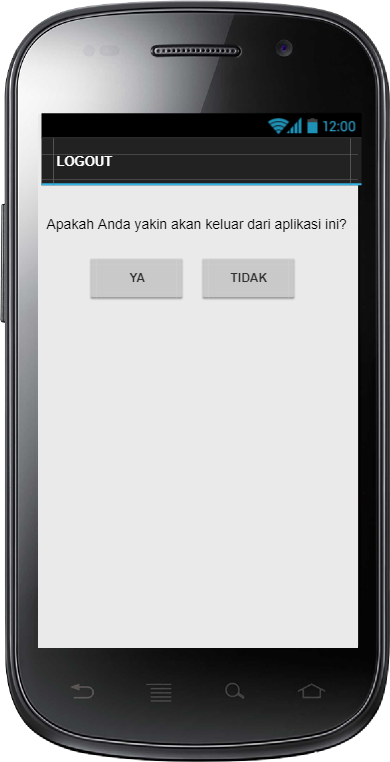 12:00
LOGOUT
Apakah Anda yakin akan keluar dari aplikasi ini?
YA TIDAK